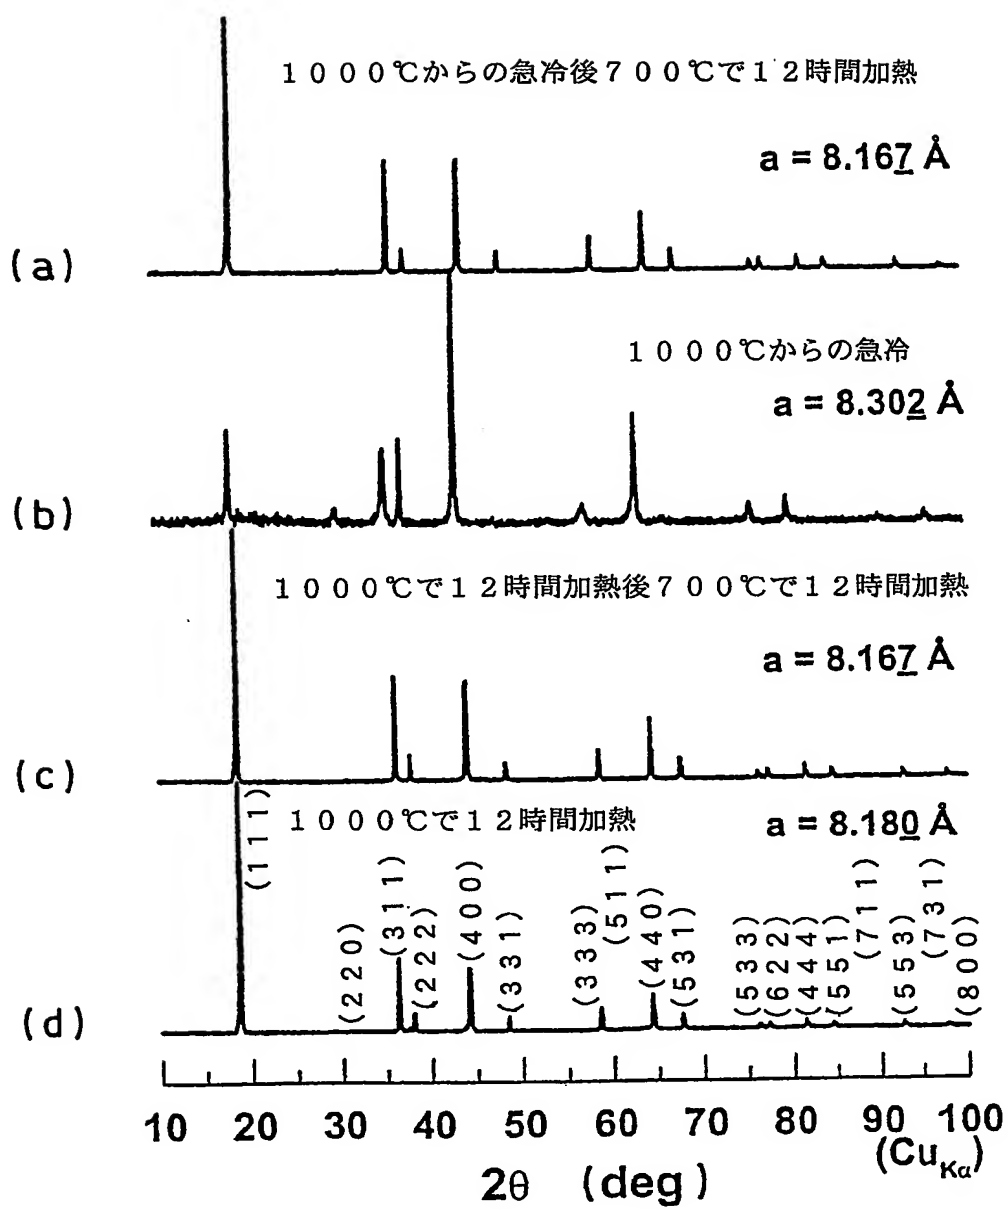 １０００℃からの急冷後７００℃で１２時間加熱
a = 8.167 Å
(a)
１０００℃からの急冷
a = 8.302 Å
(b)
１０００℃で１２時間加熱後７００℃で１２時間加熱
a = 8.167 Å
(c)
１０００℃で１２時間加熱
a = 8.180 Å
(111)
(220)
(311)
(222)
(400)
(331)
(333)
(511)
(440)
(531)
(533)
(622)
(444)
(551)
(711)
(553)
(731)
(800)
(d)
10 20 30 40 50 60 70 80 90 100
(CuKα)
2θ (deg)